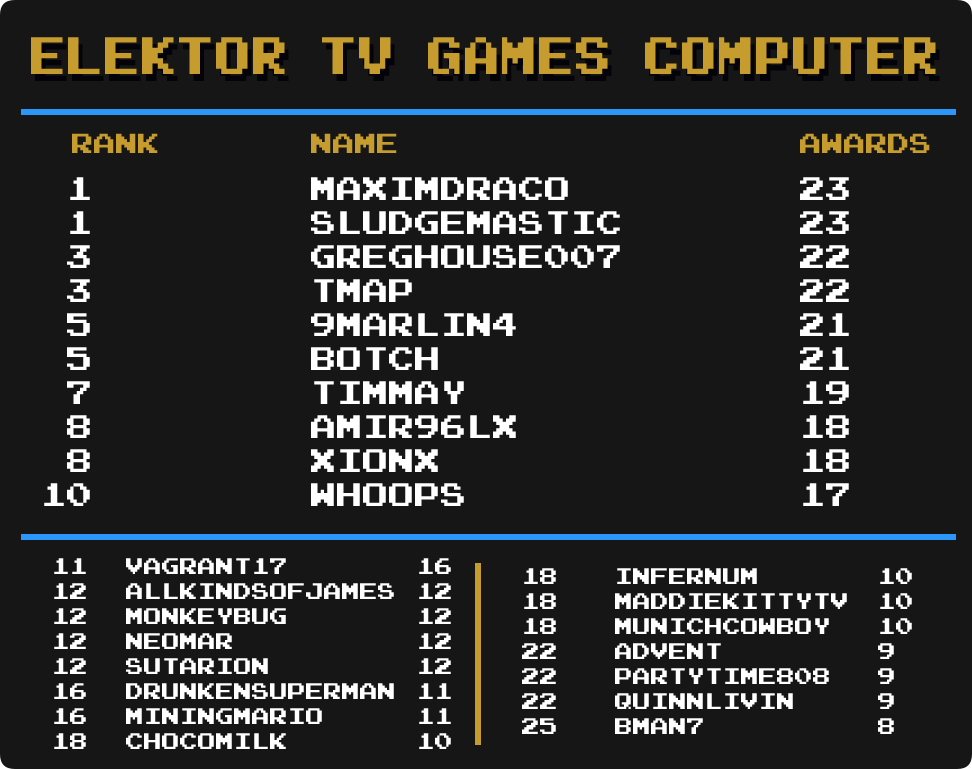 ELEKTOR TV GAMES COMPUTER
RANK NAME AWARDS
1 MAXIMDRACO 23
1 SLUDGEMASTIC 23
3 GREGHOUSE007 22
3 TMAP 22
5 9MARLIN4 21
5 BOTCH 21
7 TIMMAY 19
8 AMIR96LX 18
8 XIONX 18
10 WHOOPS 17
11 VAGRANT17 16
12 ALLKINDSOFJAMES 12
12 MONKEYBUG 12
12 NEOMAR 12
12 SUTARION 12
16 DRUNKENSUPERMAN 11
16 MININGMARIO 11
18 CHOCOMILK 10
18 INFERNUM 10
18 MADDIEKITTYTV 10
18 MUNICHCOWBOY 10
22 ADVENT 9
22 PARTYTIME808 9
22 QUINNLIVIN 9
25 BMAN7 8